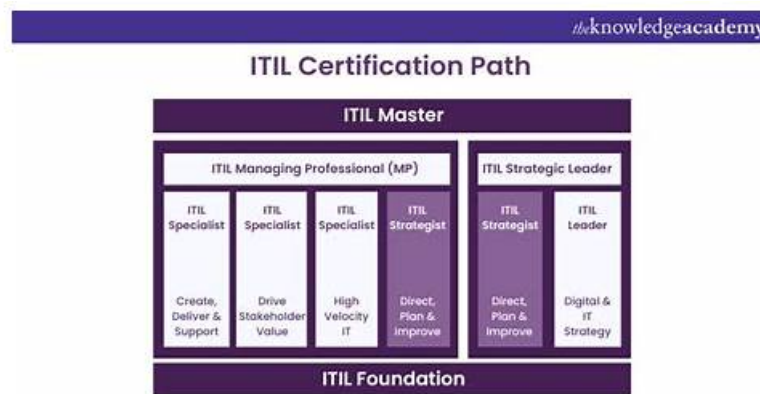 theknowledgeacademy
ITIL Certification Path
ITIL Master
ITIL Managing Professional (MP)
ITIL Specialist
Create, Deliver & Support
ITIL Specialist
Drive Stakeholder Value
ITIL Specialist
High Velocity IT
ITIL Strategist
Direct, Plan & Improve
ITIL Strategic Leader
ITIL Strategist
Direct, Plan & Improve
ITIL Leader
Digital & IT Strategy
ITIL Foundation